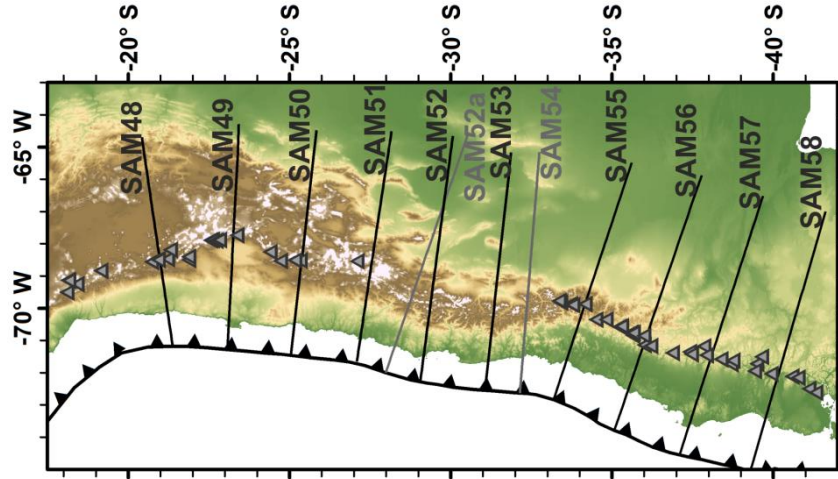 -20° S
-25° S
-30° S
-35° S
-40° S
-65° W
-70° W
SAM48
SAM49
SAM50
SAM51
SAM52
SAM52a
SAM53
SAM54
SAM55
SAM56
SAM57
SAM58